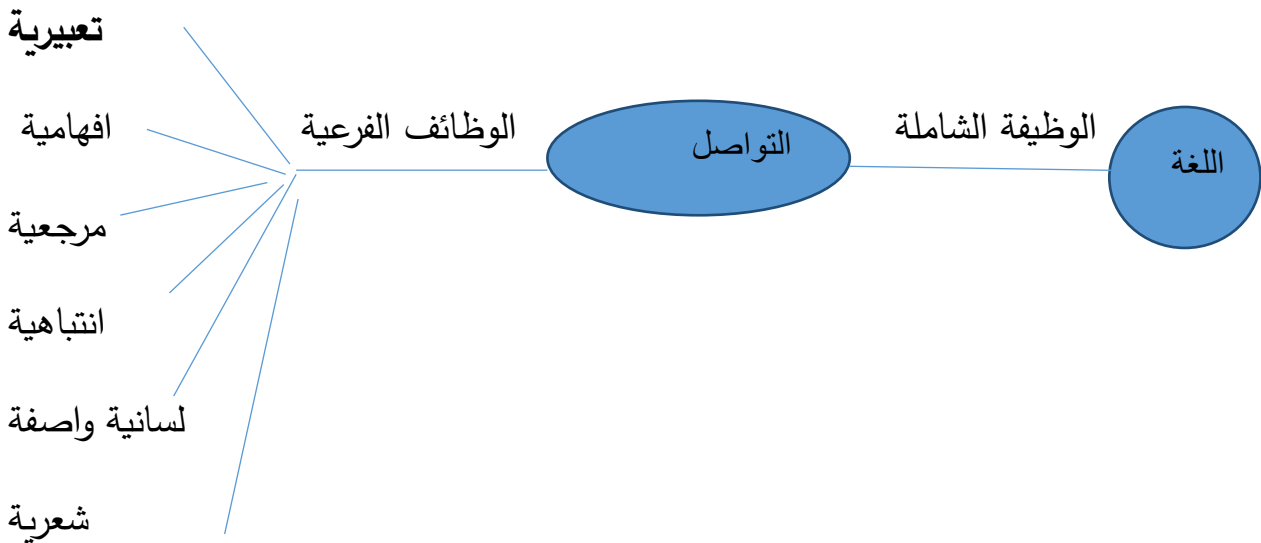 اللغة
الوظيفة الشاملة
التواصل
الوظائف الفرعية
تعبيرية
افهامية
مرجعية
انتباهية
لسانية واصفة
شعرية